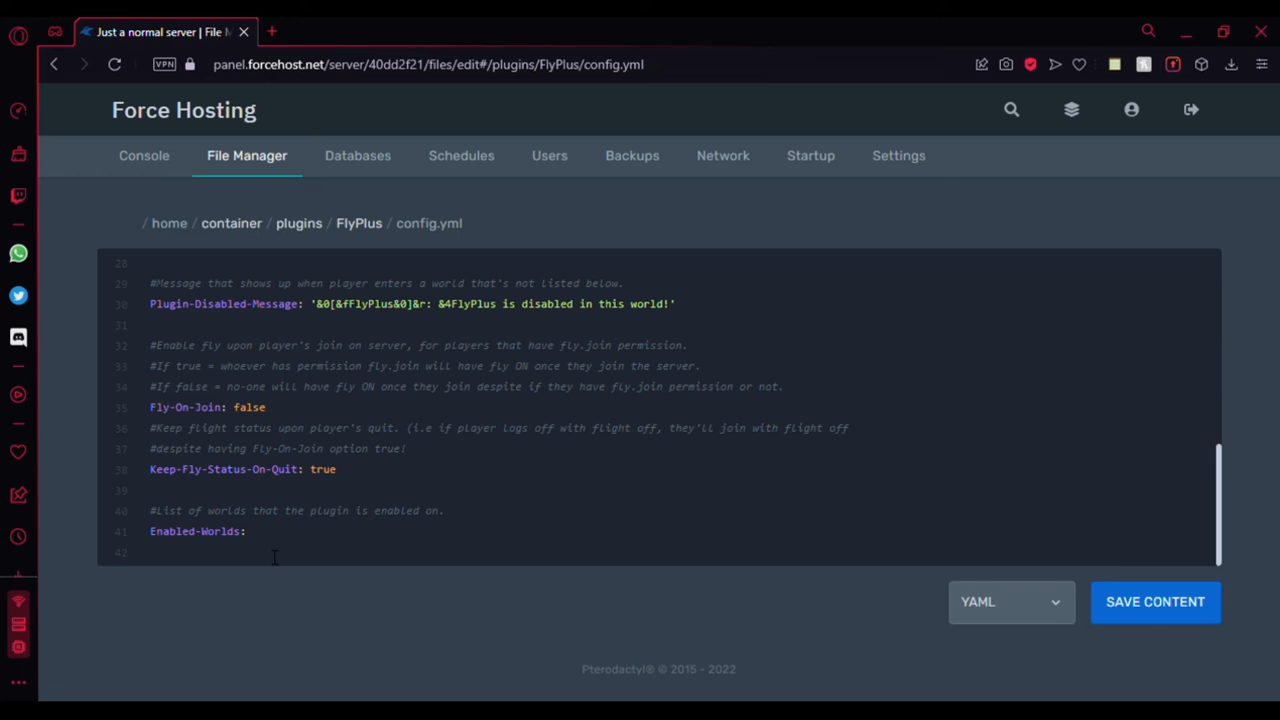 Just a normal server | File M
VPN
panel.forcehost.net/server/40dd2f21/files/edit#/plugins/FlyPlus/config.yml
Force Hosting
Console File Manager Databases Schedules Users Backups Network Startup Settings
/ home / container / plugins / FlyPlus / config.yml
28
29 #Message that shows up when player enters a world that's not listed below.
30 Plugin-Disabled-Message: '&0[&fFlyPlus&0]&r: &4FlyPlus is disabled in this world!'
31
32 #Enable fly upon player's join on server, for players that have fly.join permission.
33 #If true = whoever has permission fly.join will have fly ON once they join the server.
34 #If false = no-one will have fly ON once they join despite if they have fly.join permission or not.
35 Fly-On-Join: false
36 #Keep flight status upon player's quit. (i.e if player logs off with flight off, they'll join with flight off
37 #despite having Fly-On-Join option true!
38 Keep-Fly-Status-On-Quit: true
39
40 #List of worlds that the plugin is enabled on.
41 Enabled-Worlds:
42
YAML
SAVE CONTENT
Pterodactyl® © 2015 - 2022